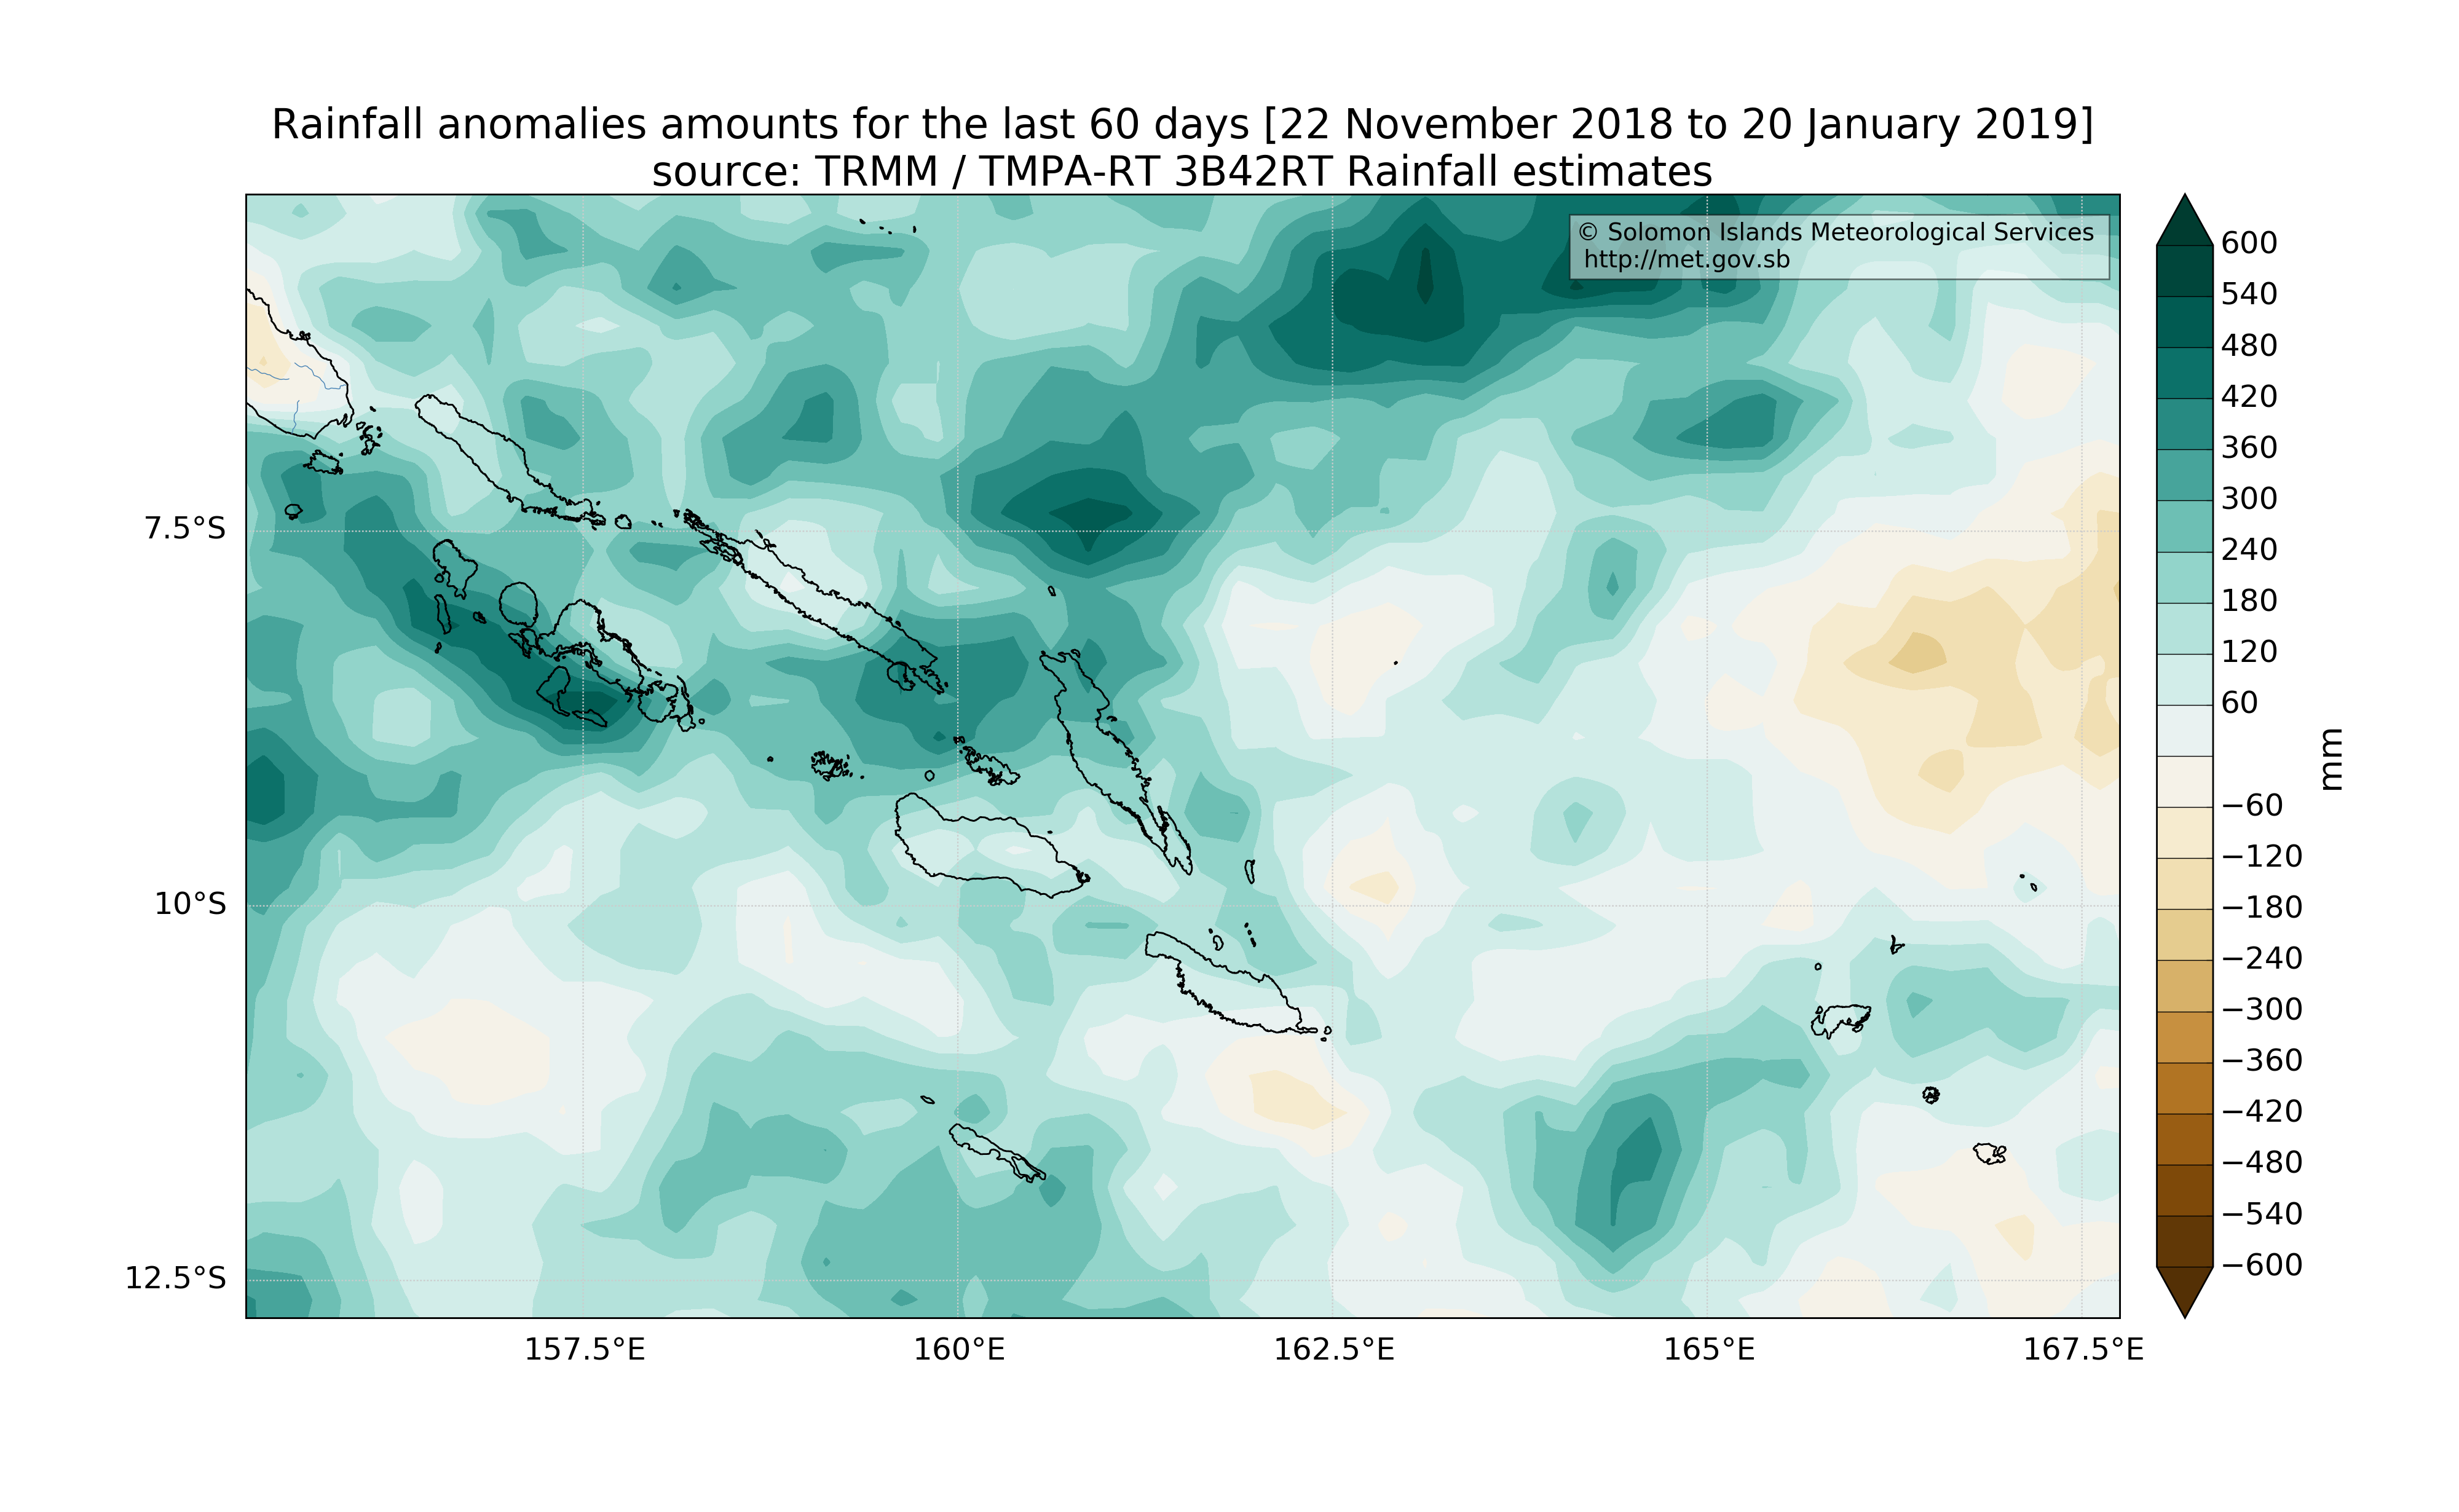 Rainfall anomalies amounts for the last 60 days [22 November 2018 to 20 January 2019]
source: TRMM / TMPA-RT 3B42RT Rainfall estimates
© Solomon Islands Meteorological Services
http://met.gov.sb
7.5°S
10°S
12.5°S
157.5°E
160°E
162.5°E
165°E
167.5°E
600
540
480
420
360
300
240
180
120
60
−60
−120
−180
−240
−300
−360
−420
−480
−540
−600
mm